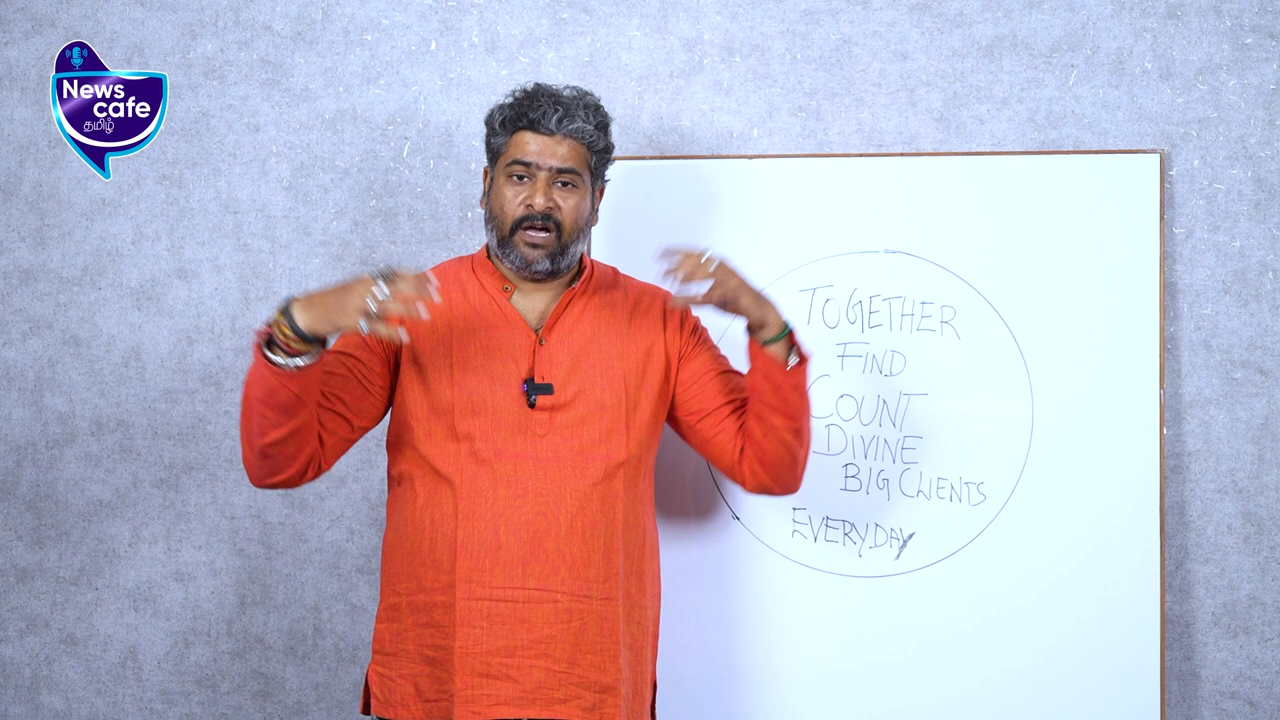 News
cafe
தமிழ்
TOGETHER
FIND
COUNT
DIVINE
BIG CLIENTS
EVERYDAY